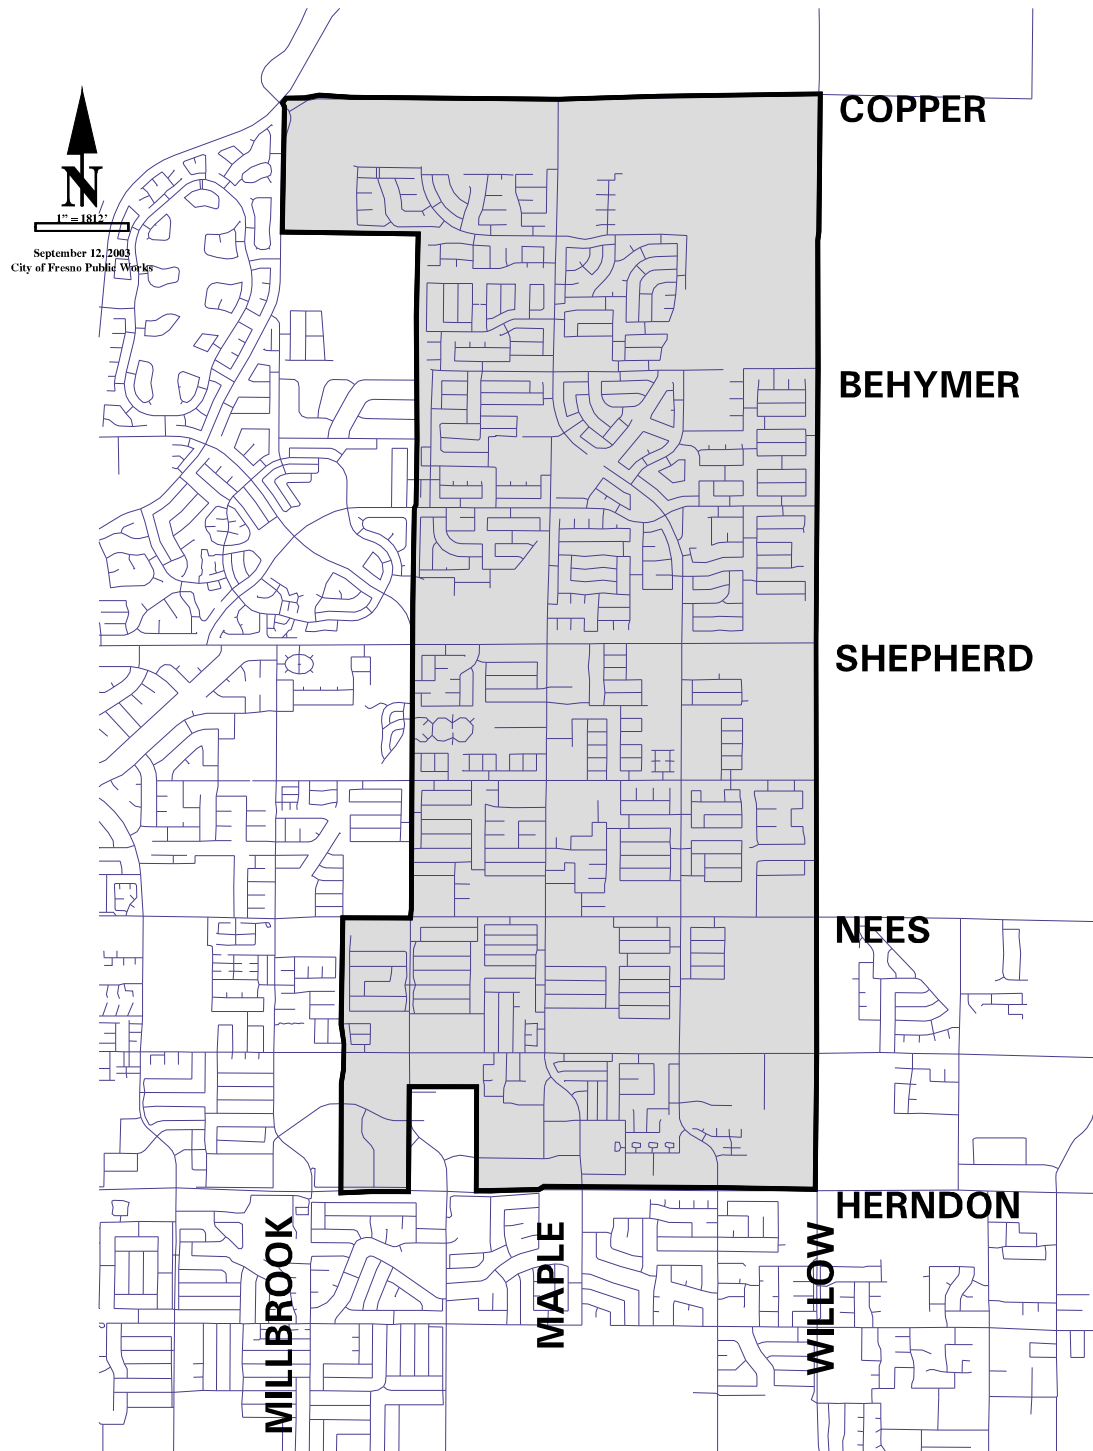 COPPER
N
1" = 1812'
September 12, 2003
City of Fresno Public Works
BEHYMER
SHEPHERD
NEES
HERNDON
MILLBROOK
MAPLE
WILLOW